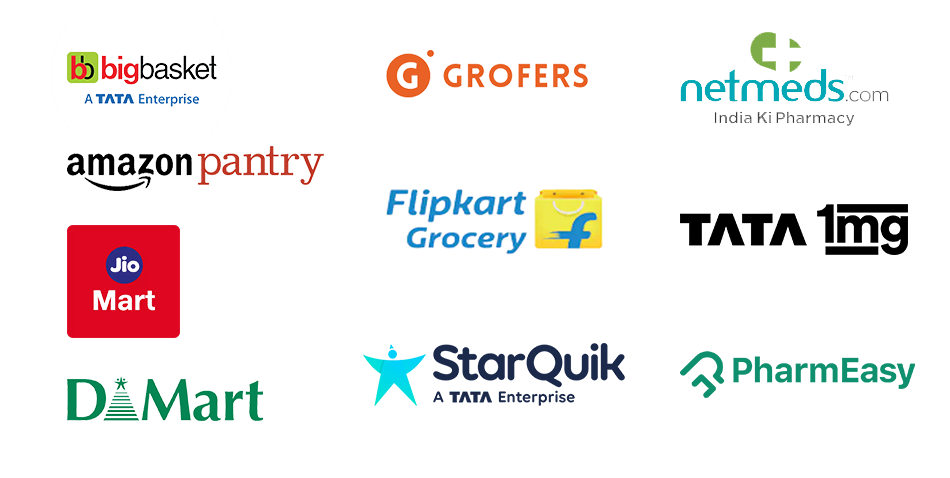 bb bigbasket
A TATA Enterprise
amazon pantry
Jio
Mart
DMart
G GROFERS
Flipkart
Grocery
f
StarQuik
A TATA Enterprise
netmeds.com
India Ki Pharmacy
TATA 1mg
PharmEasy